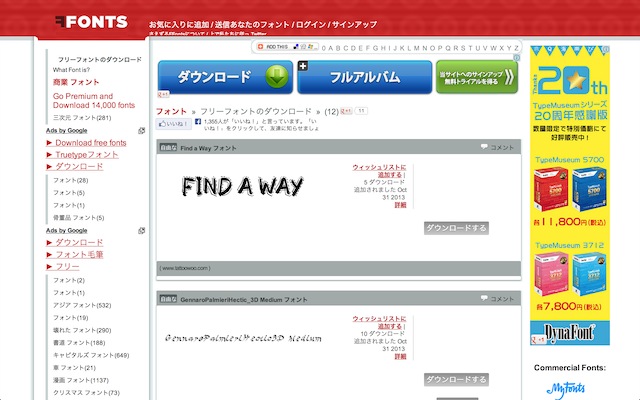 FFONTS
お気に入りに追加 / 送信あなたのフォント / ログイン / サインアップ
ADD THIS
0 A B C D E F G H I J K L M N O P Q R S T U V W X Y Z
フリーフォントのダウンロード
What Font is?
商業 フォント
Go Premium and
Download 14,000 fonts
三次元 フォント(281)
Ads by Google
► Download free fonts
► Truetypeフォント
► ダウンロード
フォント(28)
フォント(5)
フォント(1)
骨董品 フォント(5)
Ads by Google
► ダウンロード
► フォント毛筆
► フリー
フォント(2)
フォント(1)
アジア フォント(532)
フォント(19)
壊れた フォント(290)
書道 フォント(188)
キャピタルズ フォント(649)
車 フォント(21)
漫画 フォント(1137)
クリスマス フォント(73)
ダウンロード
フルアルバム
当サイトへのサインアップ
無料トライアルを得る
フォント » フリーフォントのダウンロード » (12)
+1
11
いいね!
1,355人が「いいね!」と言っています。「い
いね!」をクリックして、友達に知らせましょ
自由な Find a Way フォント
コメント
FIND A WAY
ウィッシュリストに
追加する |
5 ダウンロード
追加されました Oct
31 2013
詳細
ダウンロードする
( www.tattoowoo.com )
自由な GennaroPalmieriHectic_3D Medium フォント
コメント
GennaroPalmieriHectic3D Medium
ウィッシュリストに
追加する |
10 ダウンロード
追加されました Oct
31 2013
詳細
ダウンロードする
Thanks
20th
TypeMuseumシリーズ
20周年感謝版
数量限定で特別価格にて
好評販売中!
TypeMuseum 5700
各11,800円(税込)
TypeMuseum 3712
各7,800円(税込)
DynaFont
Commercial Fonts:
MyFonts